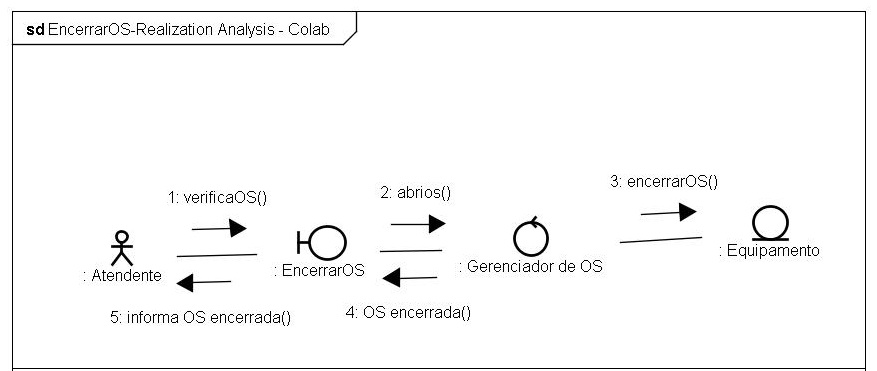 sd EncerrarOS-Realization Analysis - Colab
1: verificaOS()
2: abrios()
3: encerrarOS()
: Atendente
: EncerrarOS
: Gerenciador de OS
: Equipamento
5: informa OS encerrada()
4: OS encerrada()